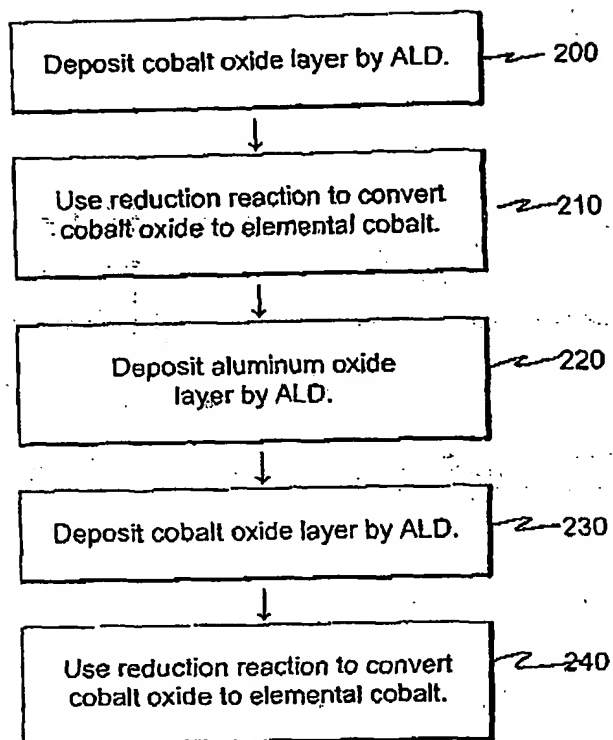 Deposit cobalt oxide layer by ALD.
200
Use reduction reaction to convert
cobalt oxide to elemental cobalt.
210
Deposit aluminum oxide
layer by ALD.
220
Deposit cobalt oxide layer by ALD.
230
Use reduction reaction to convert
cobalt oxide to elemental cobalt.
240